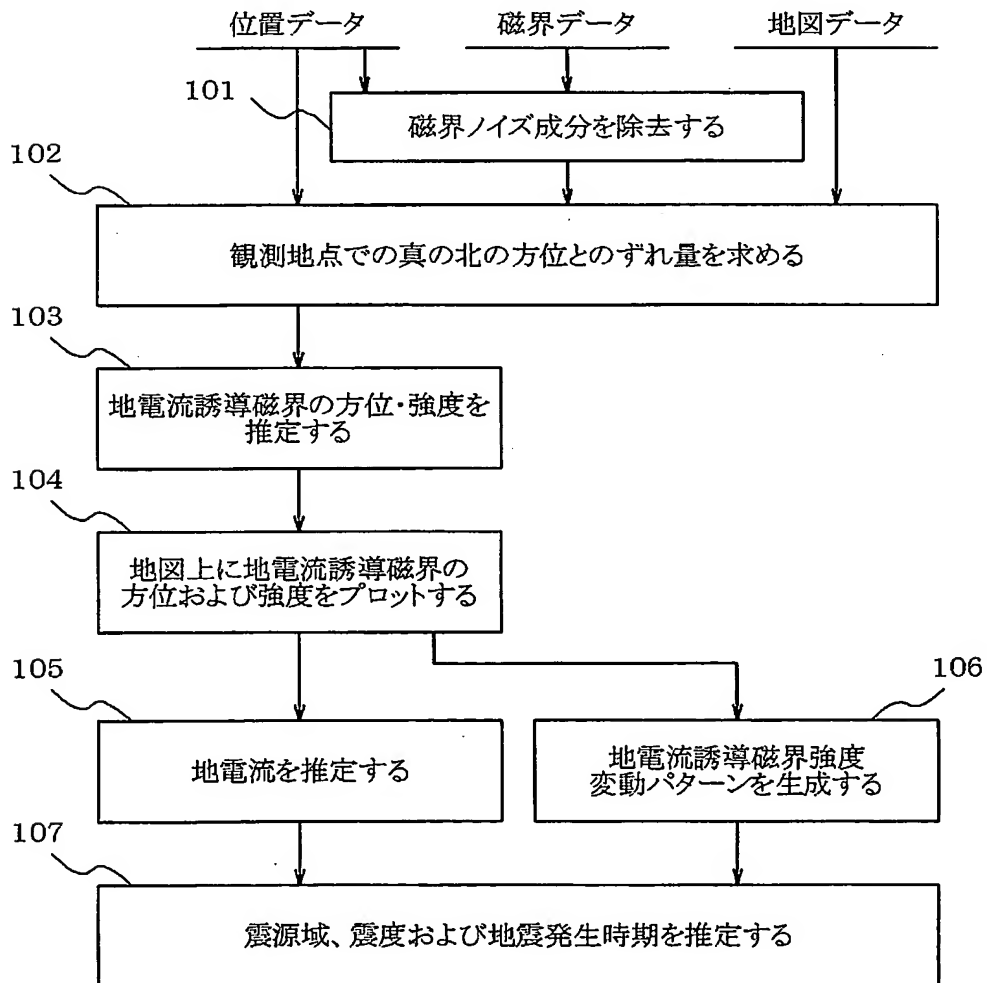 位置データ
磁界データ
地図データ
101
磁界ノイズ成分を除去する
102
観測地点での真の北の方位とのずれ量を求める
103
地電流誘導磁界の方位・強度を
推定する
104
地図上に地電流誘導磁界の
方位および強度をプロットする
105
地電流を推定する
106
地電流誘導磁界強度
変動パターンを生成する
107
震源域、震度および地震発生時期を推定する